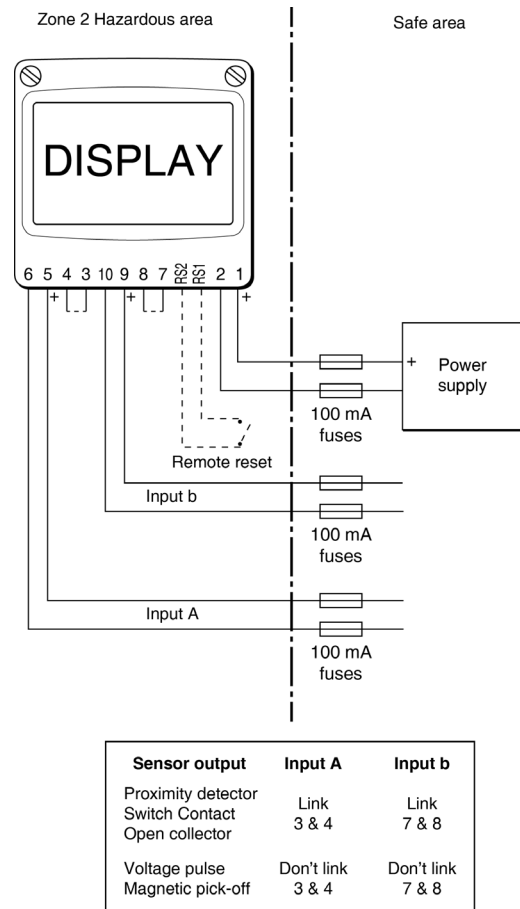 Zone 2 Hazardous area
Safe area
DISPLAY
6 5 4 3 10 9 8 7 RS2 RS1 2 1
+ + +
+ Power
supply
100 mA
fuses
Remote reset
Input b
100 mA
fuses
Input A
100 mA
fuses
Sensor output Input A Input b
Proximity detector
Switch Contact
Open collector
Link
3 & 4
Link
7 & 8
Voltage pulse
Magnetic pick-off
Don't link
3 & 4
Don't link
7 & 8